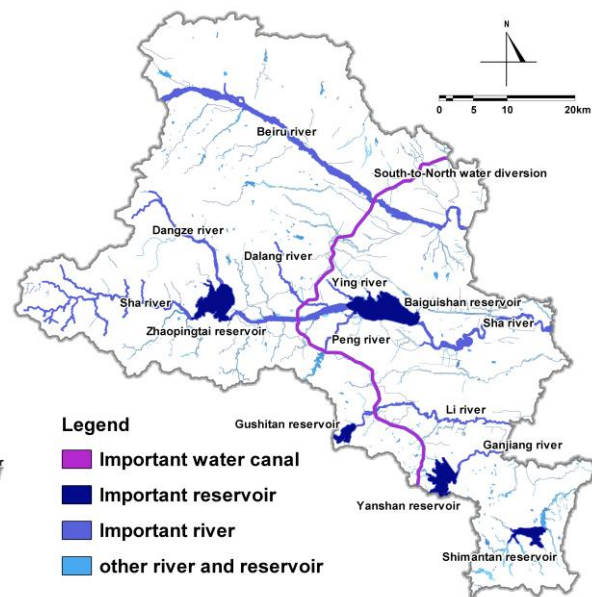 N
0 5 10 20km
Beiru river
South-to-North water diversion
Dangze river
Dalang river
Ying river
Baiguishan reservoir
Sha river
Sha river
Zhaopingtai reservoir
Peng river
Li river
Gushitan reservoir
Ganjiang river
Yanshan reservoir
Shimantan reservoir
Legend
Important water canal
Important reservoir
Important river
other river and reservoir